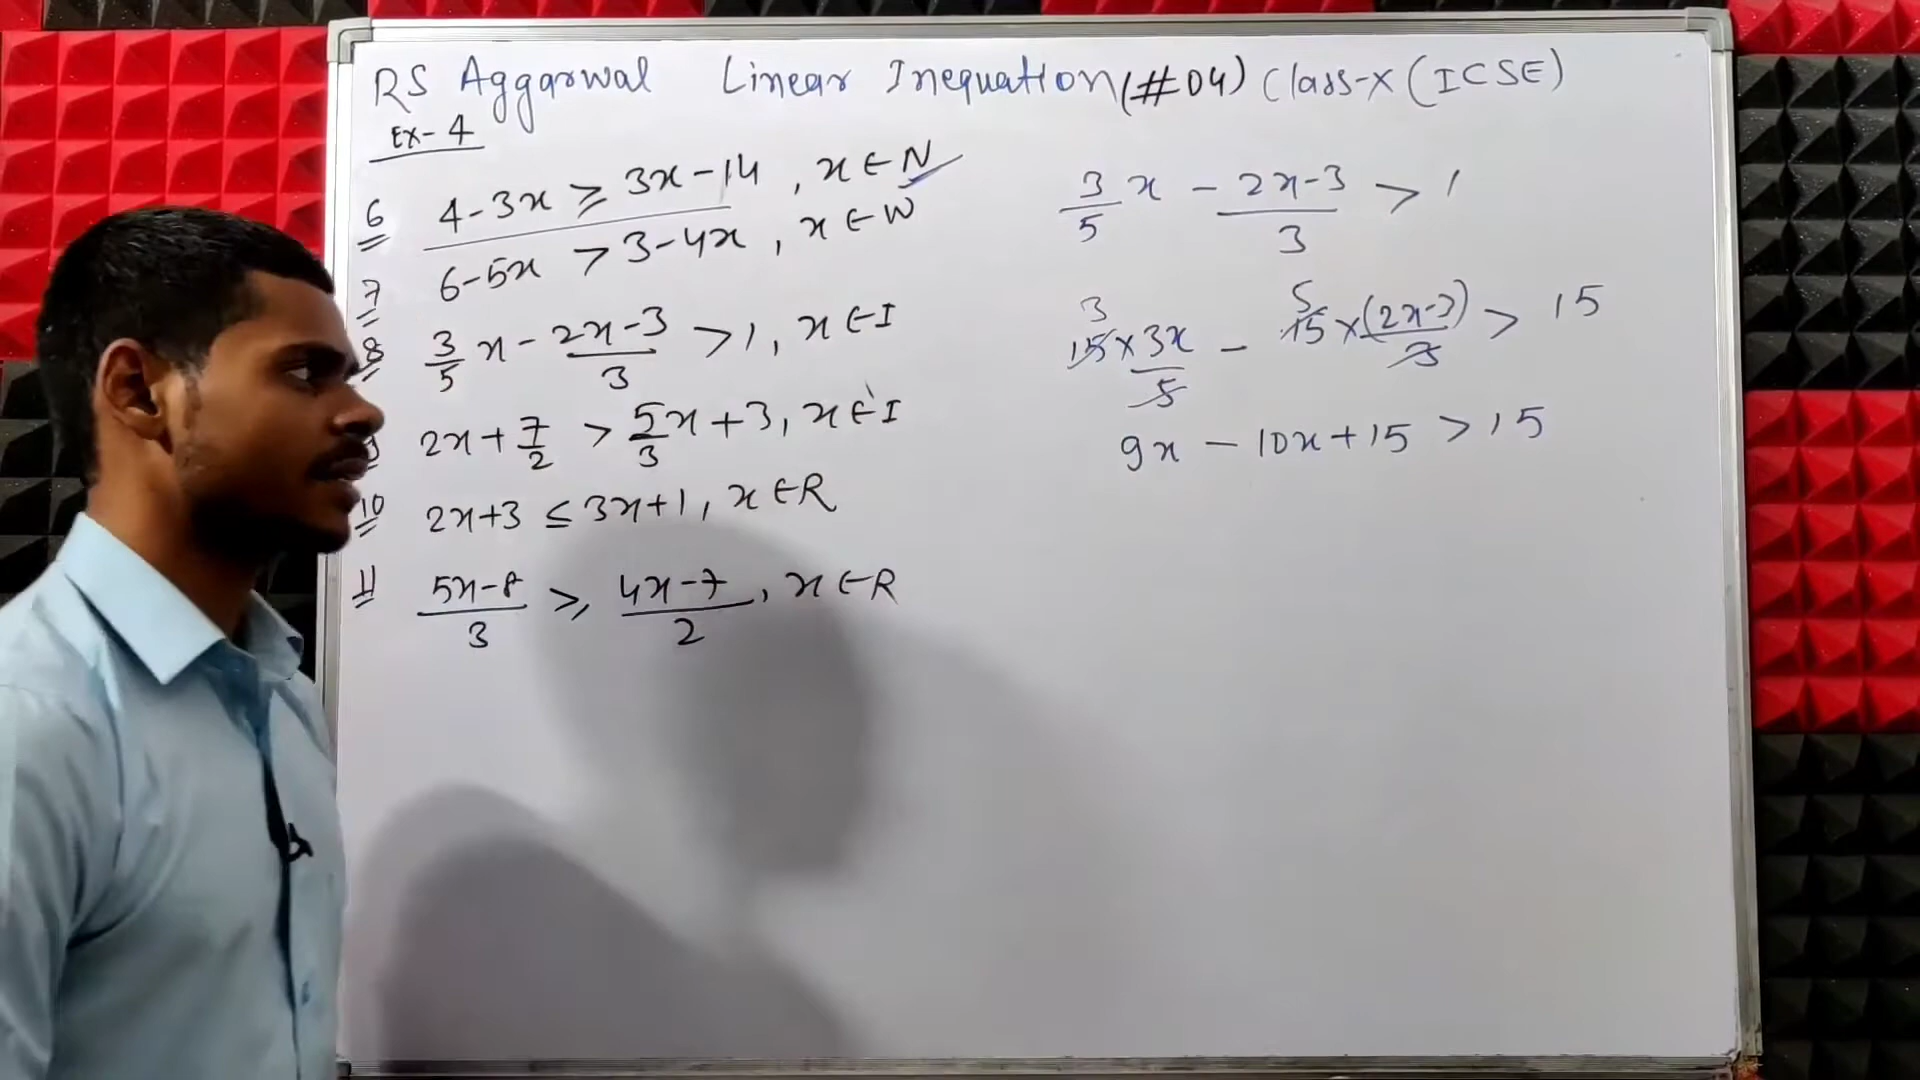 RS Aggarwal Linear Inequation (#04) Class-X (ICSE)
Ex-4
6 4-3x ≥ 3x-14, x∈N
7 6-5x > 3-4x, x∈W
8 3/5 x - (2x-3)/3 > 1, x∈I
2x + 7/2 > 5/3 x + 3, x∈I
10 2x+3 ≤ 3x+1, x∈R
11 (5x-8)/3 ≥ (4x-7)/2, x∈R
3/5 x - (2x-3)/3 > 1
3 5
15×3x/5 - 15×(2x-3)/3 > 15
9x - 10x + 15 > 15